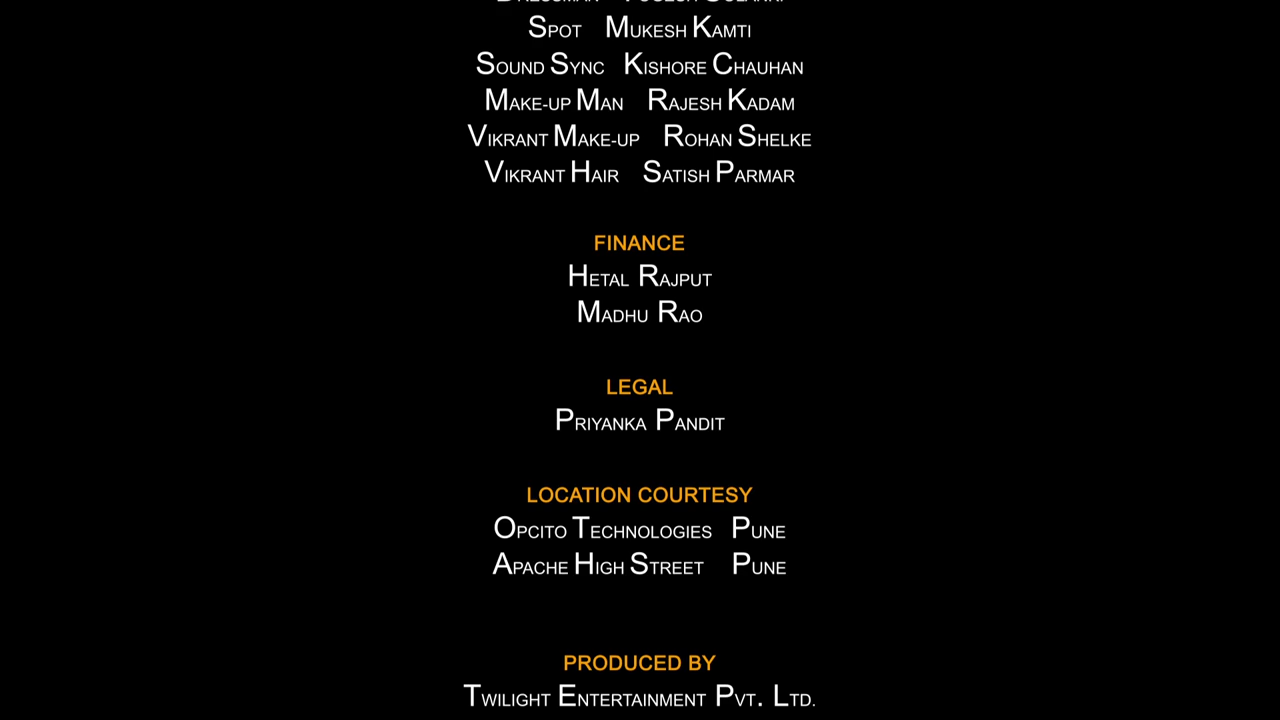 Spot Mukesh Kamti
Sound Sync Kishore Chauhan
Make-up Man Rajesh Kadam
Vikrant Make-up Rohan Shelke
Vikrant Hair Satish Parmar
FINANCE
Hetal Rajput
Madhu Rao
LEGAL
Priyanka Pandit
LOCATION COURTESY
Opcito Technologies Pune
Apache High Street Pune
PRODUCED BY
Twilight Entertainment Pvt. Ltd.